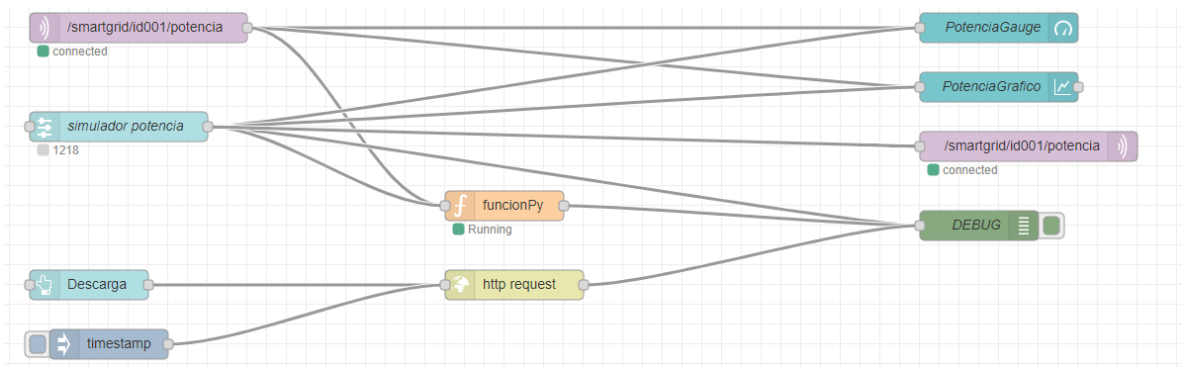 /smartgrid/id001/potencia
connected
PotenciaGauge
PotenciaGrafico
simulador potencia
1218
/smartgrid/id001/potencia
connected
funcionPy
Running
DEBUG
Descarga
http request
timestamp